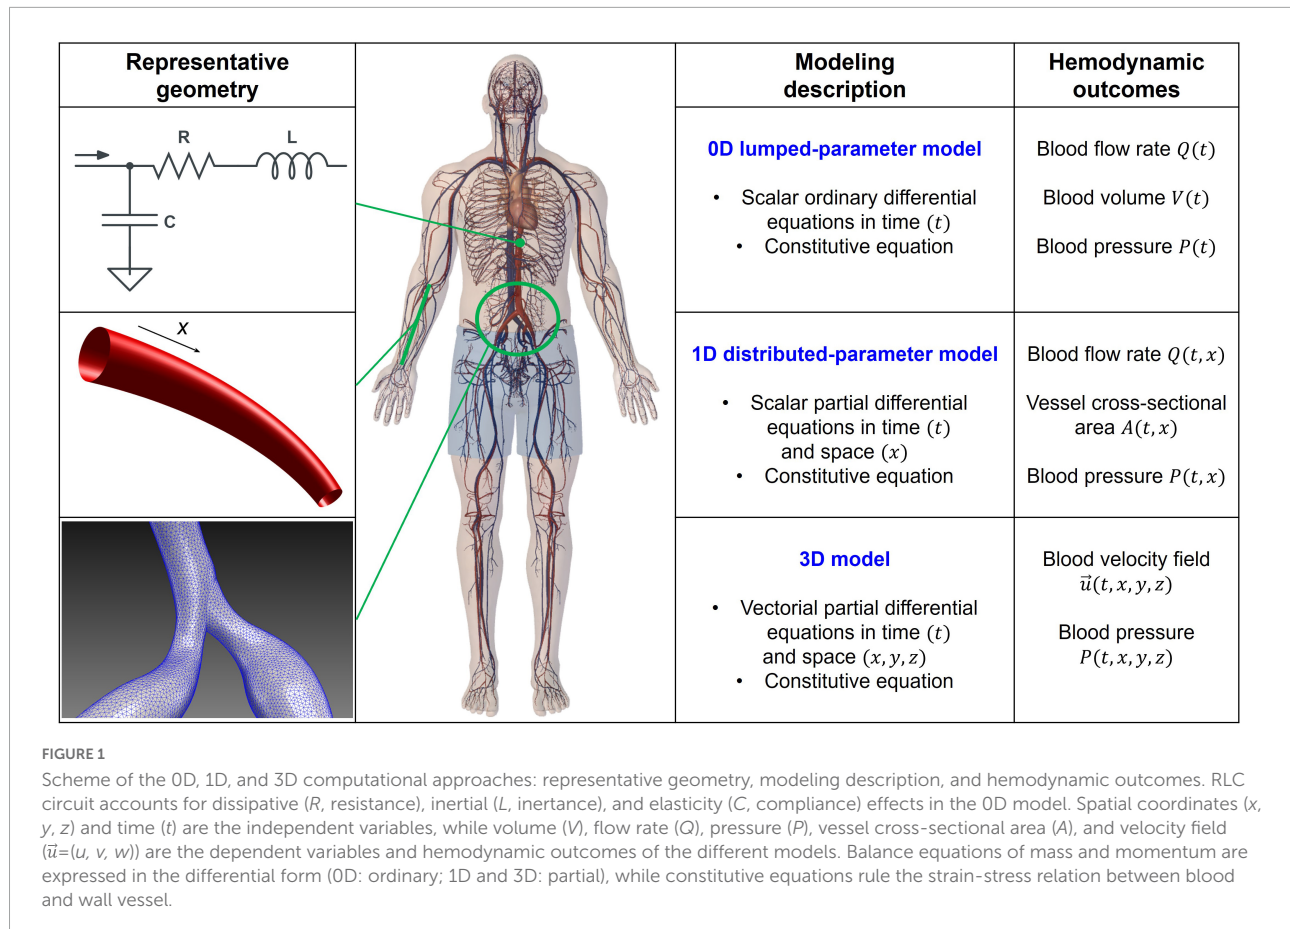 Representative
geometry
Modeling
description
Hemodynamic
outcomes
R
L
C
0D lumped-parameter model
• Scalar ordinary differential
equations in time (t)
• Constitutive equation
Blood flow rate Q(t)
Blood volume V(t)
Blood pressure P(t)
x
1D distributed-parameter model
• Scalar partial differential
equations in time (t)
and space (x)
• Constitutive equation
Blood flow rate Q(t, x)
Vessel cross-sectional
area A(t, x)
Blood pressure P(t, x)
3D model
• Vectorial partial differential
equations in time (t)
and space (x, y, z)
• Constitutive equation
Blood velocity field
u⃗(t, x, y, z)
Blood pressure
P(t, x, y, z)
FIGURE 1
Scheme of the 0D, 1D, and 3D computational approaches: representative geometry, modeling description, and hemodynamic outcomes. RLC
circuit accounts for dissipative (R, resistance), inertial (L, inertance), and elasticity (C, compliance) effects in the 0D model. Spatial coordinates (x,
y, z) and time (t) are the independent variables, while volume (V), flow rate (Q), pressure (P), vessel cross-sectional area (A), and velocity field
(u⃗=(u, v, w)) are the dependent variables and hemodynamic outcomes of the different models. Balance equations of mass and momentum are
expressed in the differential form (0D: ordinary; 1D and 3D: partial), while constitutive equations rule the strain-stress relation between blood
and wall vessel.